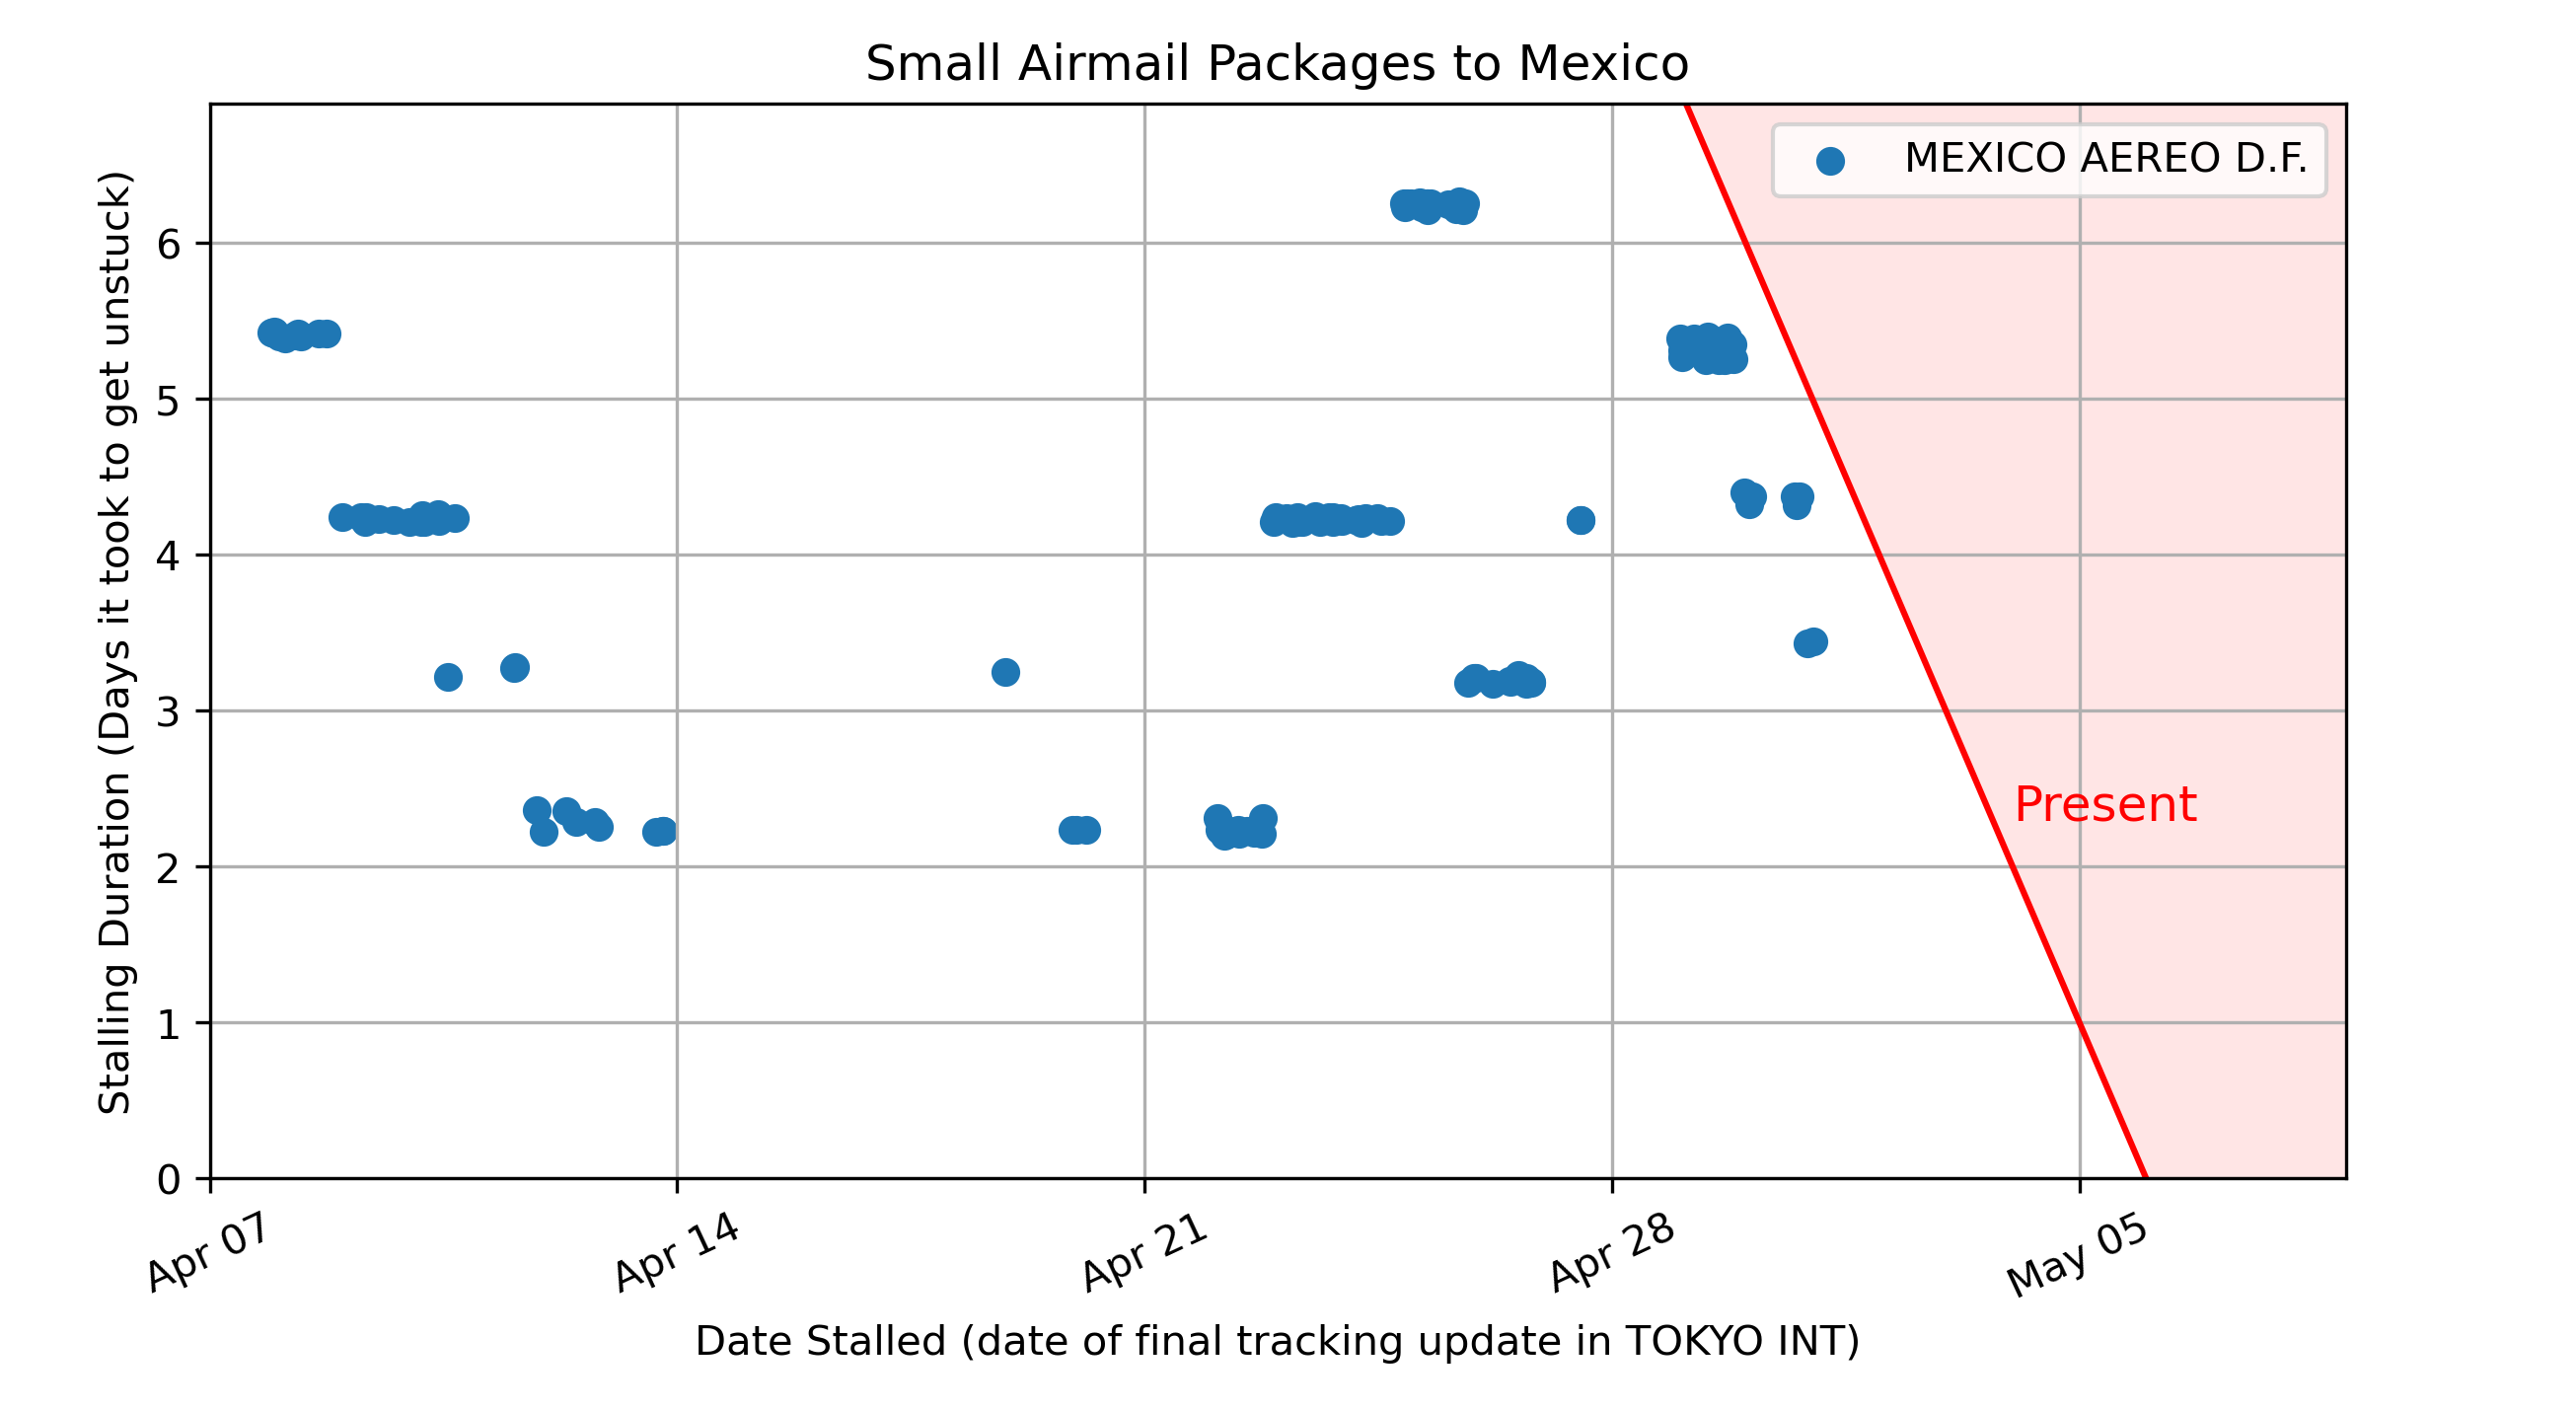 Small Airmail Packages to Mexico
MEXICO AEREO D.F.
Stalling Duration (Days it took to get unstuck)
6
5
4
3
2
1
0
Present
Apr 07
Apr 14
Apr 21
Apr 28
May 05
Date Stalled (date of final tracking update in TOKYO INT)